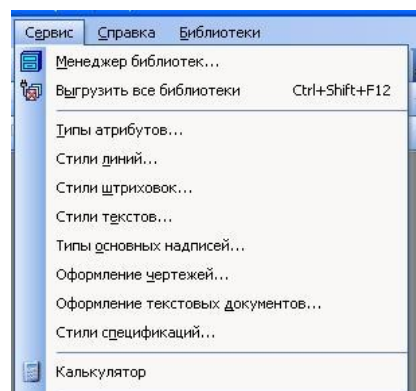 Сервис Справка Библиотеки
Менеджер библиотек...
Выгрузить все библиотеки Ctrl+Shift+F12
Типы атрибутов...
Стили линий...
Стили штриховок...
Стили текстов...
Типы основных надписей...
Оформление чертежей...
Оформление текстовых документов...
Стили спецификаций...
Калькулятор